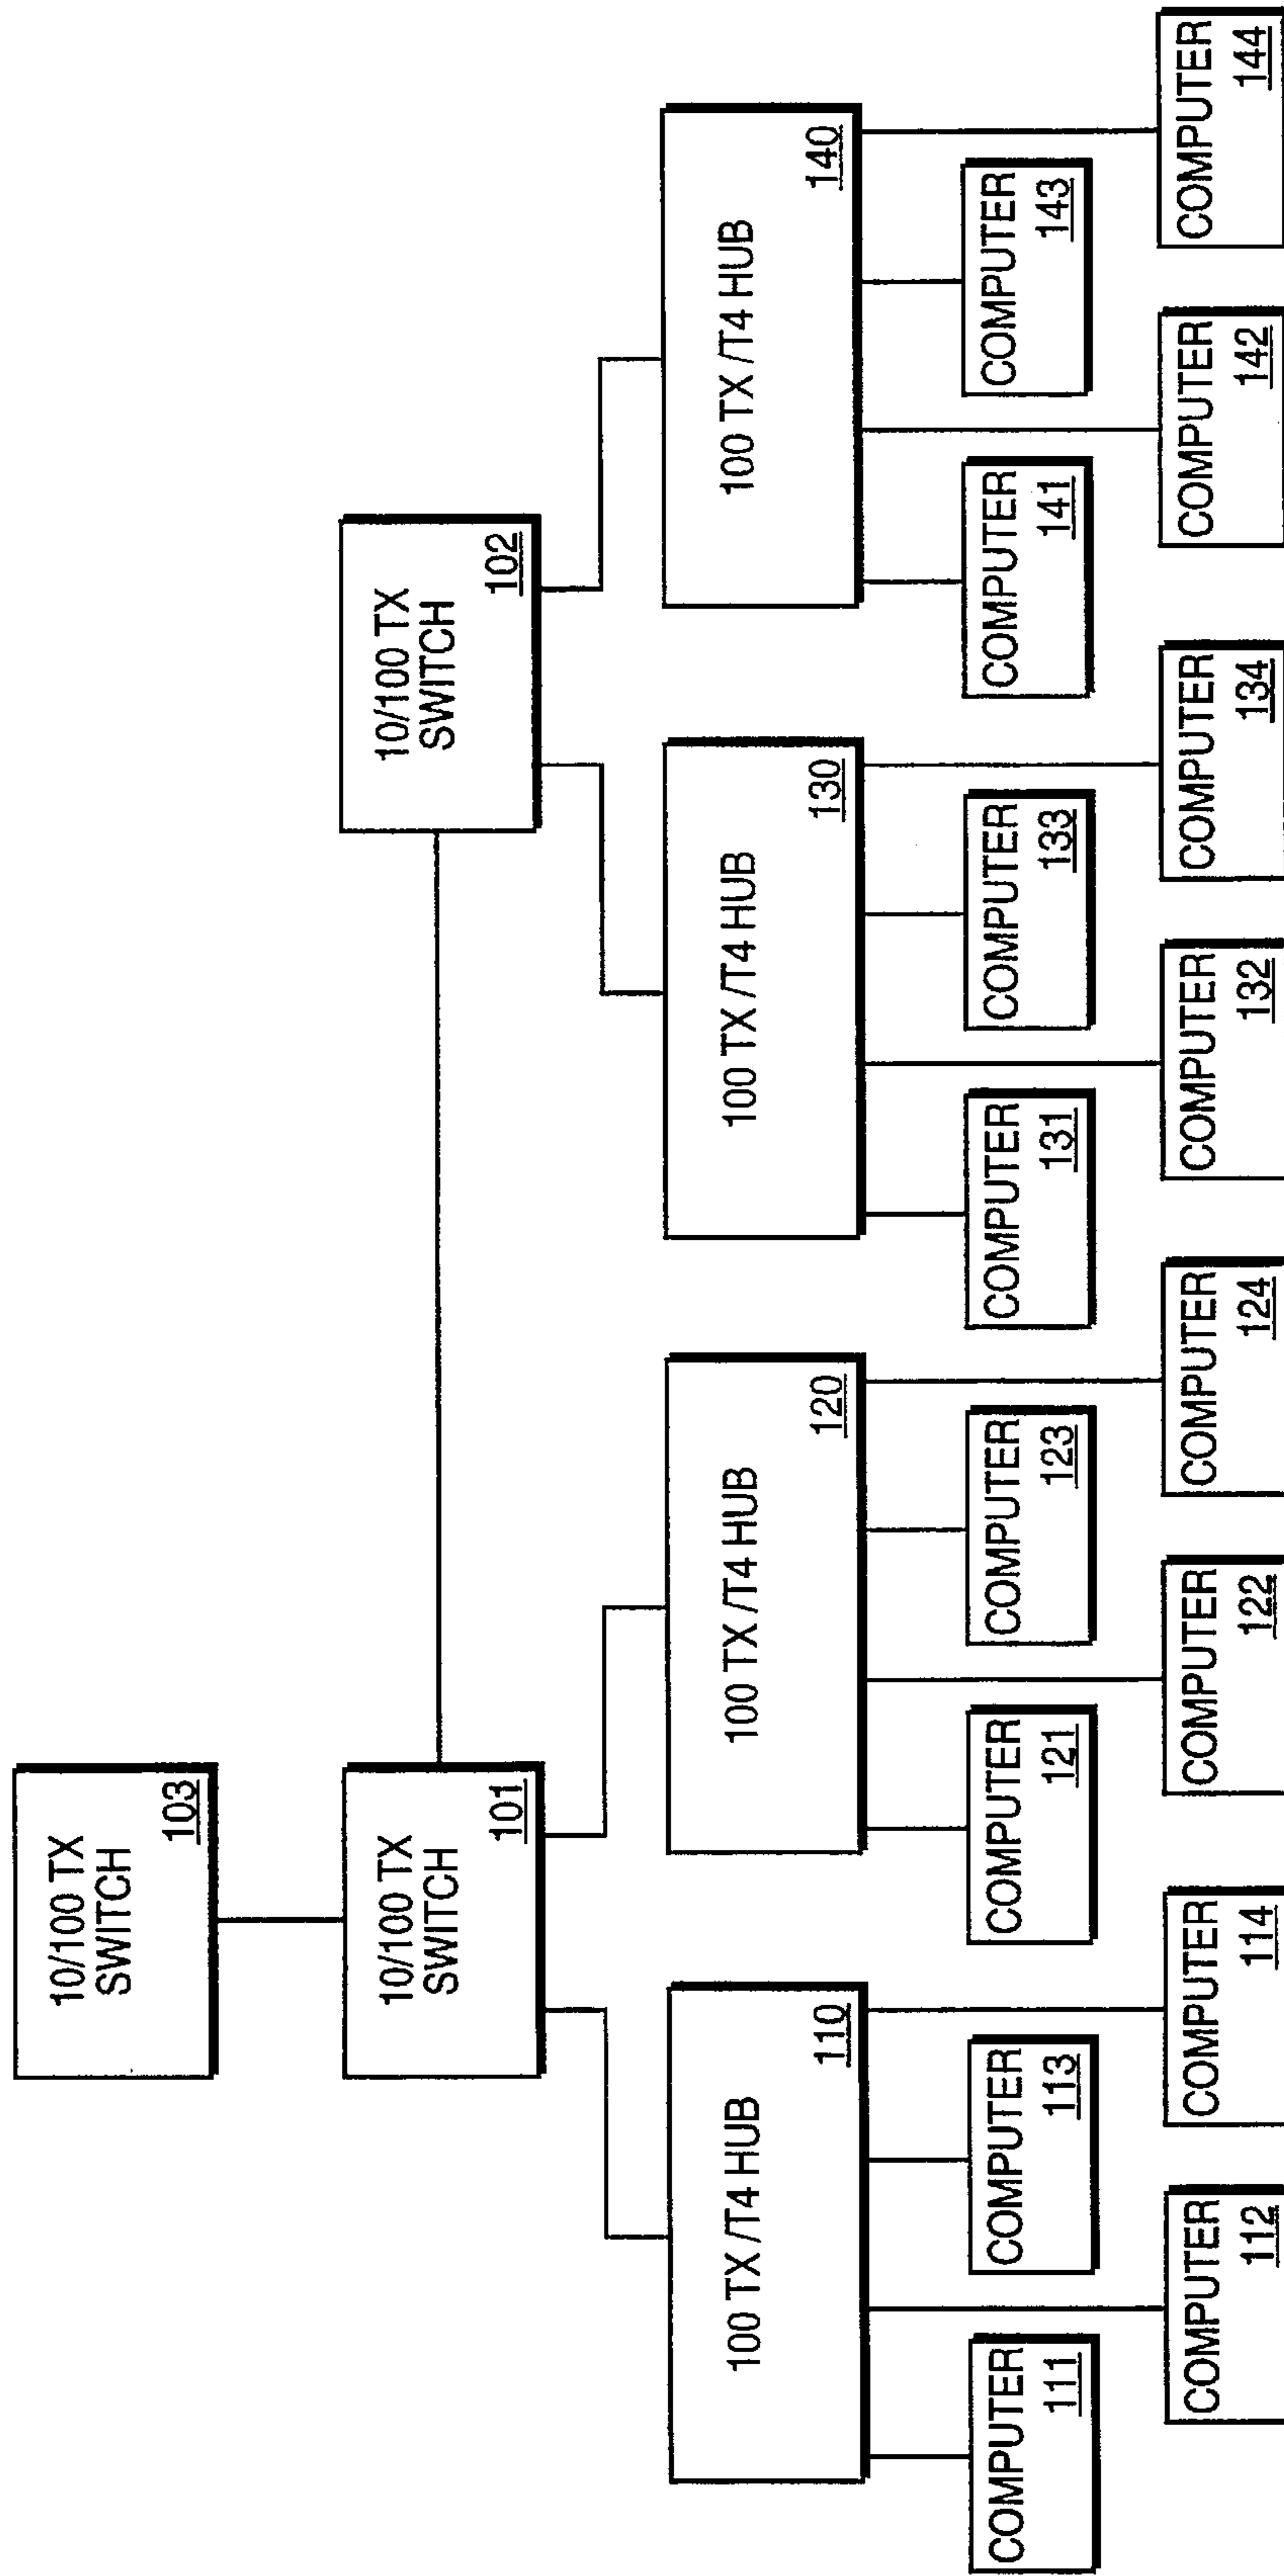 10/100 TX
SWITCH
103
10/100 TX
SWITCH
101
10/100 TX
SWITCH
102
100 TX /T4 HUB
110
100 TX /T4 HUB
120
100 TX /T4 HUB
130
100 TX /T4 HUB
140
COMPUTER
111
COMPUTER
113
COMPUTER
121
COMPUTER
123
COMPUTER
131
COMPUTER
133
COMPUTER
141
COMPUTER
143
COMPUTER
112
COMPUTER
114
COMPUTER
122
COMPUTER
124
COMPUTER
132
COMPUTER
134
COMPUTER
142
COMPUTER
144